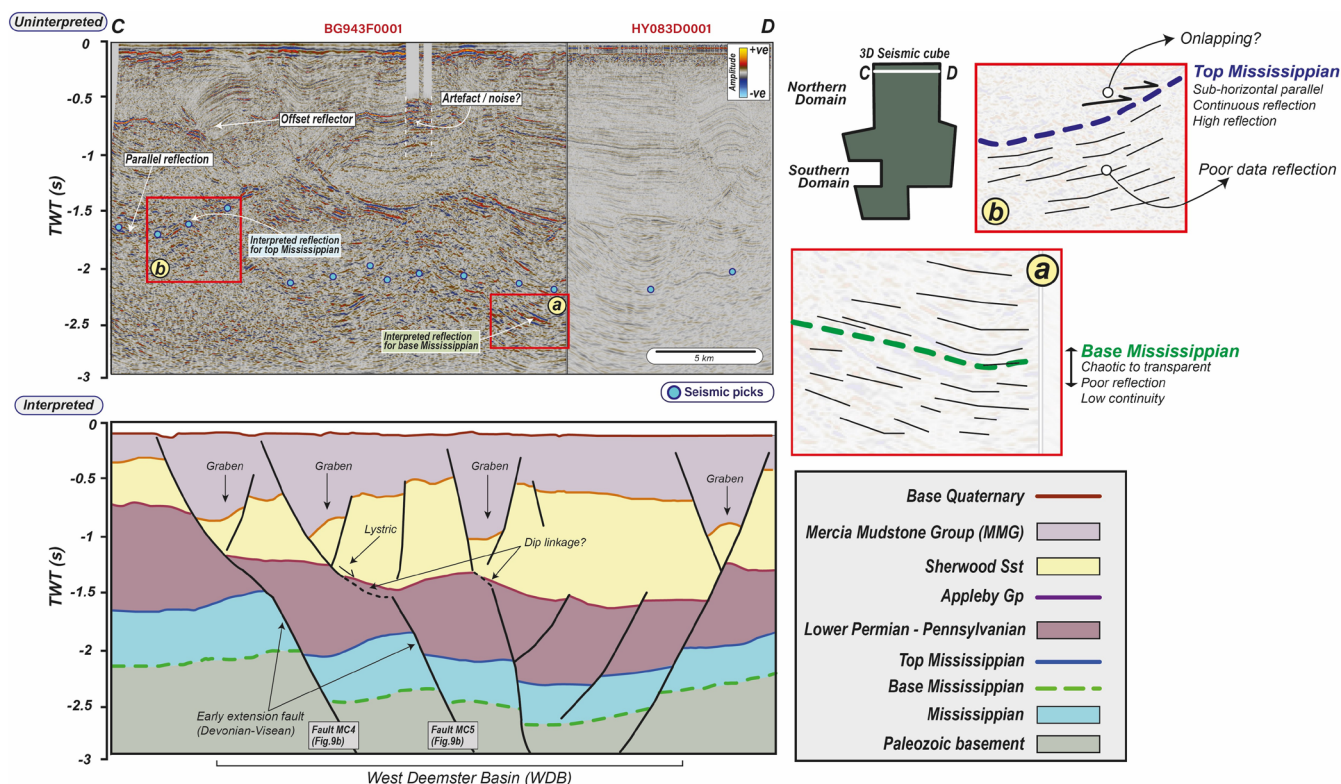 Uninterpreted
C
BG943F0001
HY083D0001
D
0
-0.5
-1
-1.5
-2
-2.5
-3
TWT (s)
Amplitude
+ve
-ve
Artefact / noise?
Offset reflector
Parallel reflection
Interpreted reflection
for top Mississippian
b
a
Interpreted reflection
for base Mississippian
5 km
Seismic picks
3D Seismic cube
C
D
Northern
Domain
Southern
Domain
Onlapping?
Top Mississippian
Sub-horizontal parallel
Continuous reflection
High reflection
Poor data reflection
b
a
Base Mississippian
Chaotic to transparent
Poor reflection
Low continuity
Interpreted
0
-0.5
-1
-1.5
-2
-2.5
-3
TWT (s)
Graben
Graben
Graben
Graben
Lystric
Dip linkage?
Early extension fault
(Devonian-Visean)
Fault MC4
(Fig.9b)
Fault MC5
(Fig.9b)
West Deemster Basin (WDB)
Base Quaternary
Mercia Mudstone Group (MMG)
Sherwood Sst
Appleby Gp
Lower Permian - Pennsylvanian
Top Mississippian
Base Mississippian
Mississippian
Paleozoic basement